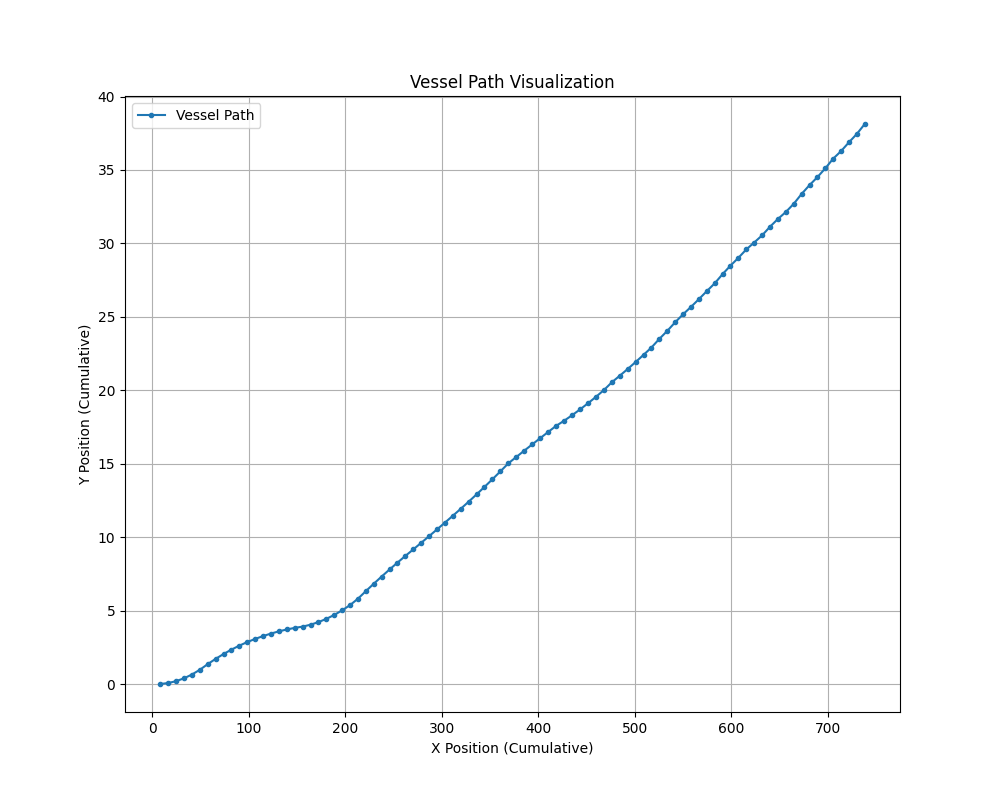 Vessel Path Visualization
Vessel Path
40
35
30
25
20
15
10
5
0
Y Position (Cumulative)
0 100 200 300 400 500 600 700
X Position (Cumulative)